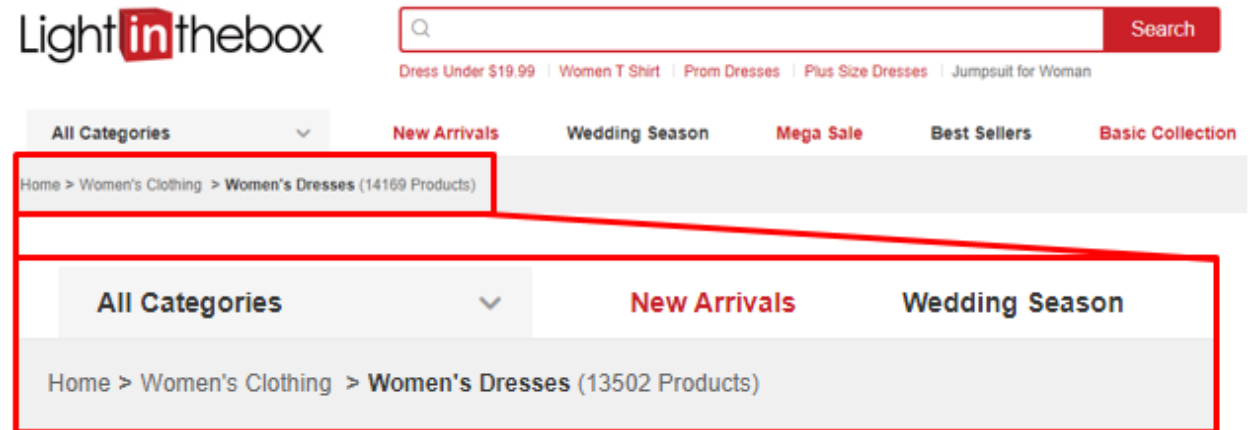 Lightinthebox
Search
Dress Under $19.99 Women T Shirt Prom Dresses Plus Size Dresses Jumpsuit for Woman
All Categories New Arrivals Wedding Season Mega Sale Best Sellers Basic Collection
Home > Women's Clothing > Women's Dresses (14169 Products)
All Categories New Arrivals Wedding Season
Home > Women's Clothing > Women's Dresses (13502 Products)